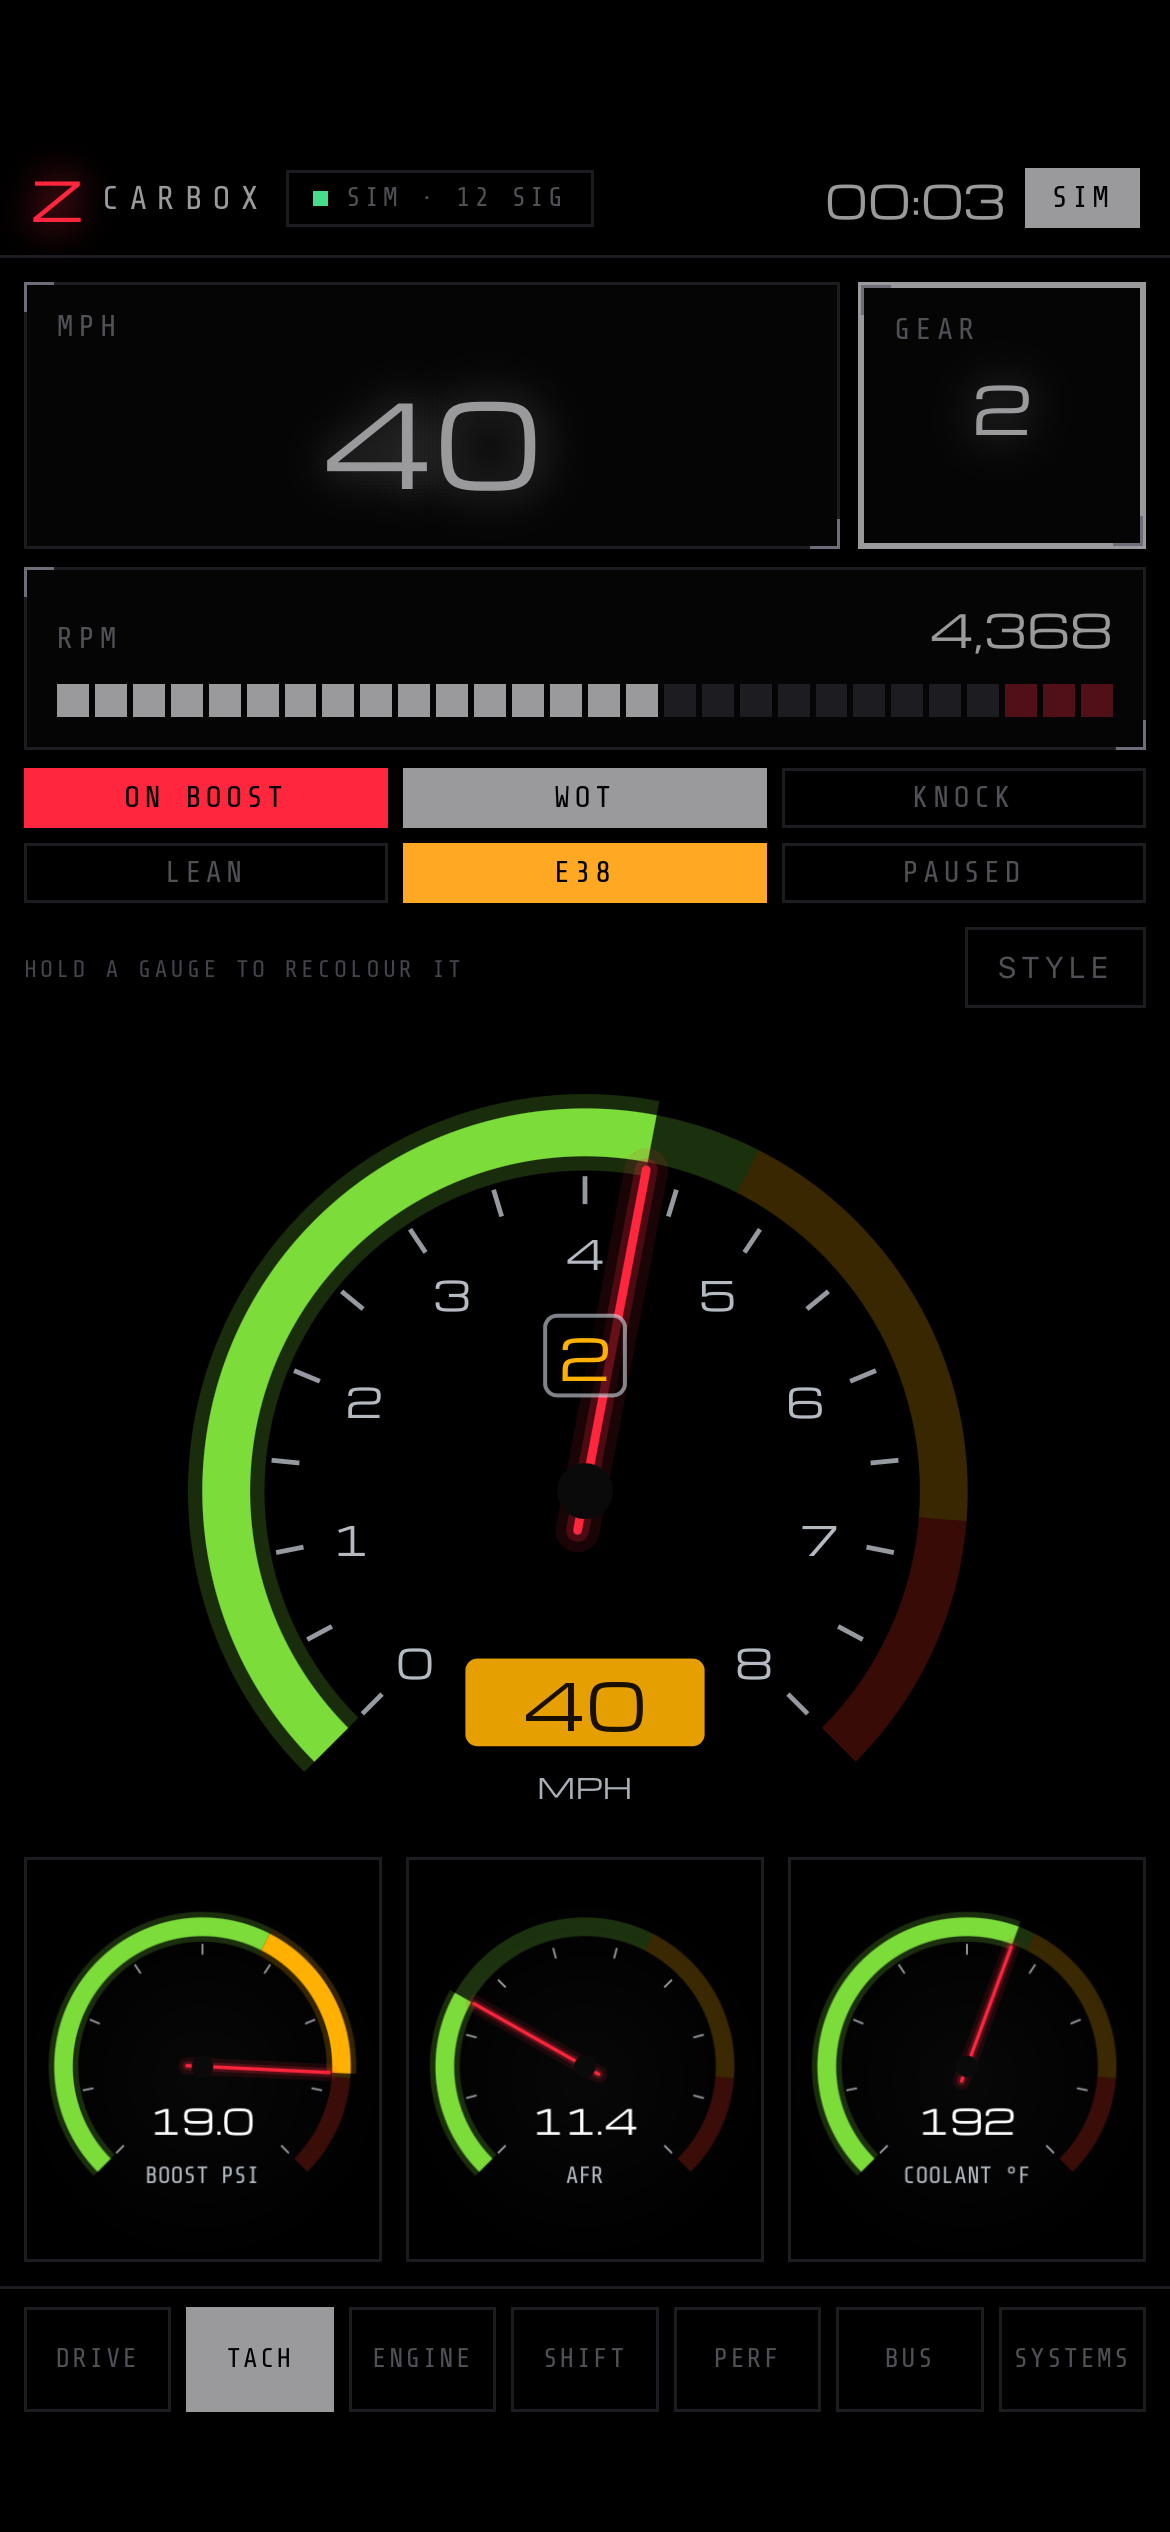 Z CARBOX SIM · 12 SIG 00:03 SIM
MPH
40
GEAR
2
RPM 4,368
ON BOOST WOT KNOCK
LEAN E38 PAUSED
HOLD A GAUGE TO RECOLOUR IT STYLE
4
3 5
2
2 6
1 7
0 8
40
MPH
19.0 11.4 192
BOOST PSI AFR COOLANT °F
DRIVE TACH ENGINE SHIFT PERF BUS SYSTEMS